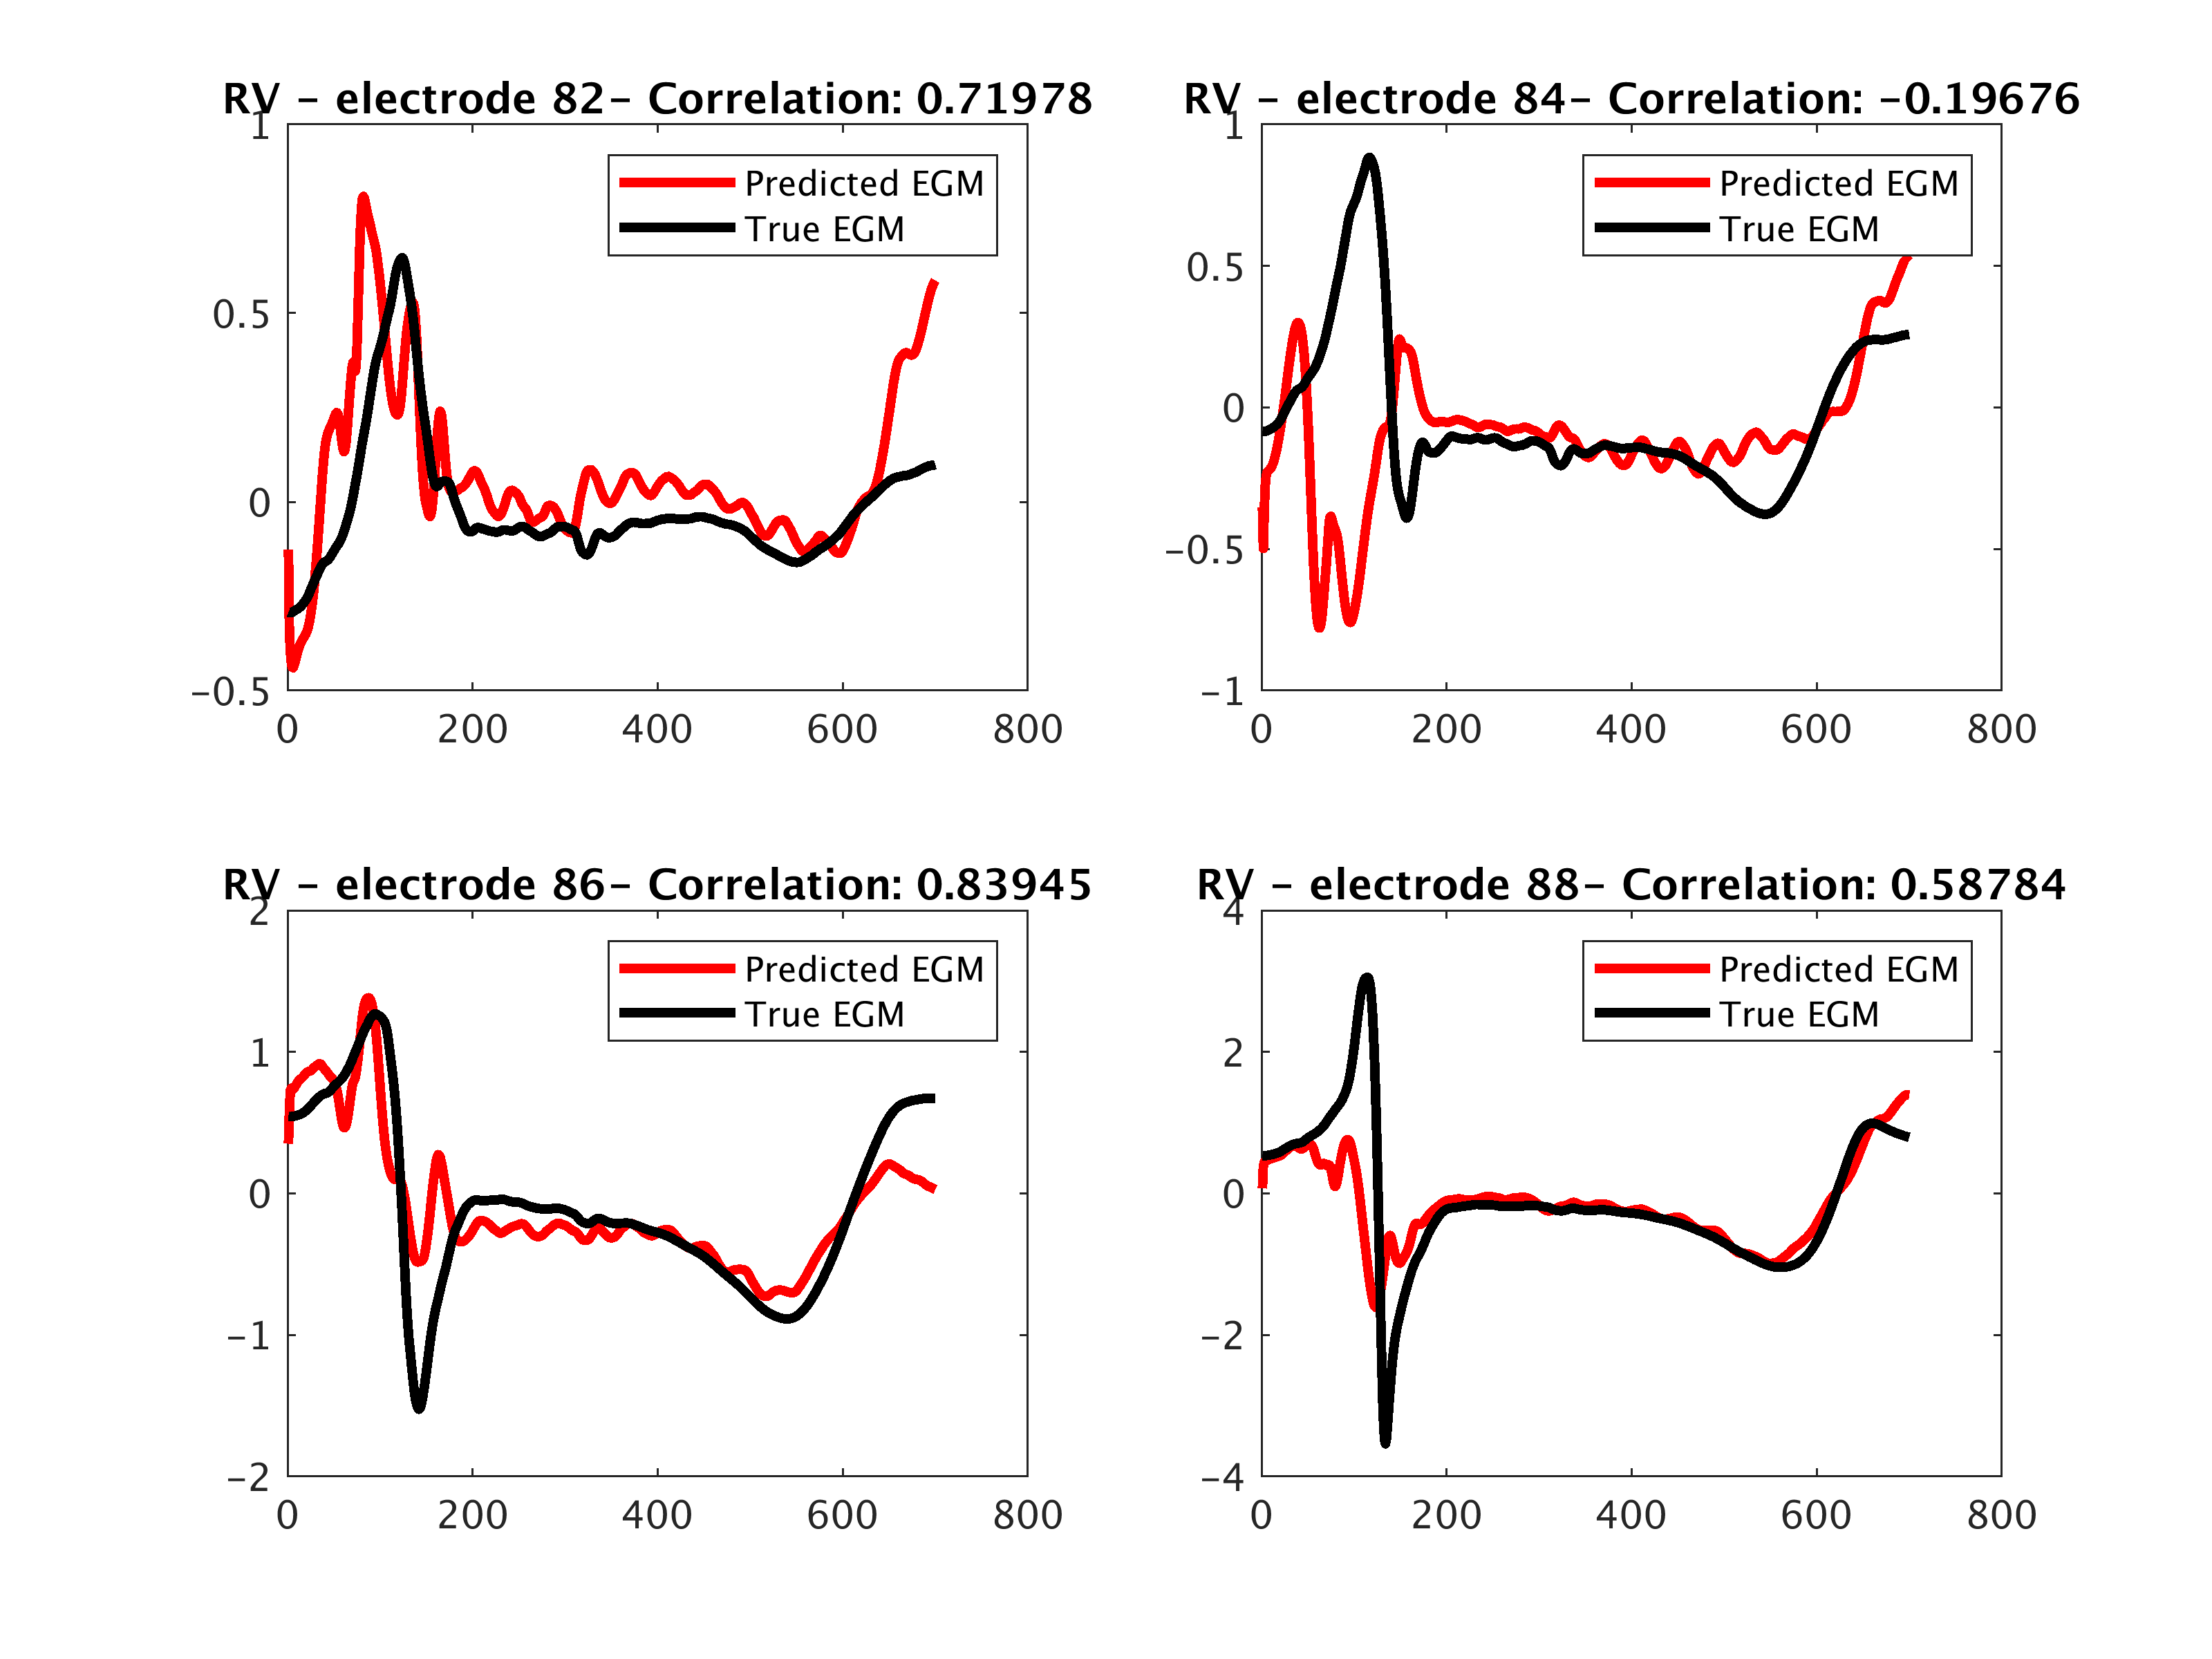 RV – electrode 82– Correlation: 0.71978
1
0.5
0
–0.5
0 200 400 600 800
Predicted EGM
True EGM
RV – electrode 84– Correlation: –0.19676
1
0.5
0
–0.5
–1
0 200 400 600 800
Predicted EGM
True EGM
RV – electrode 86– Correlation: 0.83945
2
1
0
–1
–2
0 200 400 600 800
Predicted EGM
True EGM
RV – electrode 88– Correlation: 0.58784
4
2
0
–2
–4
0 200 400 600 800
Predicted EGM
True EGM